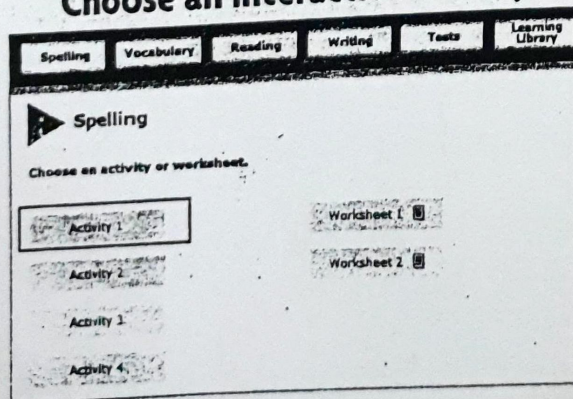 Choose an
Spelling Vocabulary Reading Writing Tests Learning Library
Spelling
Choose an activity or worksheet.
Activity 1 Worksheet 1
Activity 2 Worksheet 2
Activity 3
Activity 4